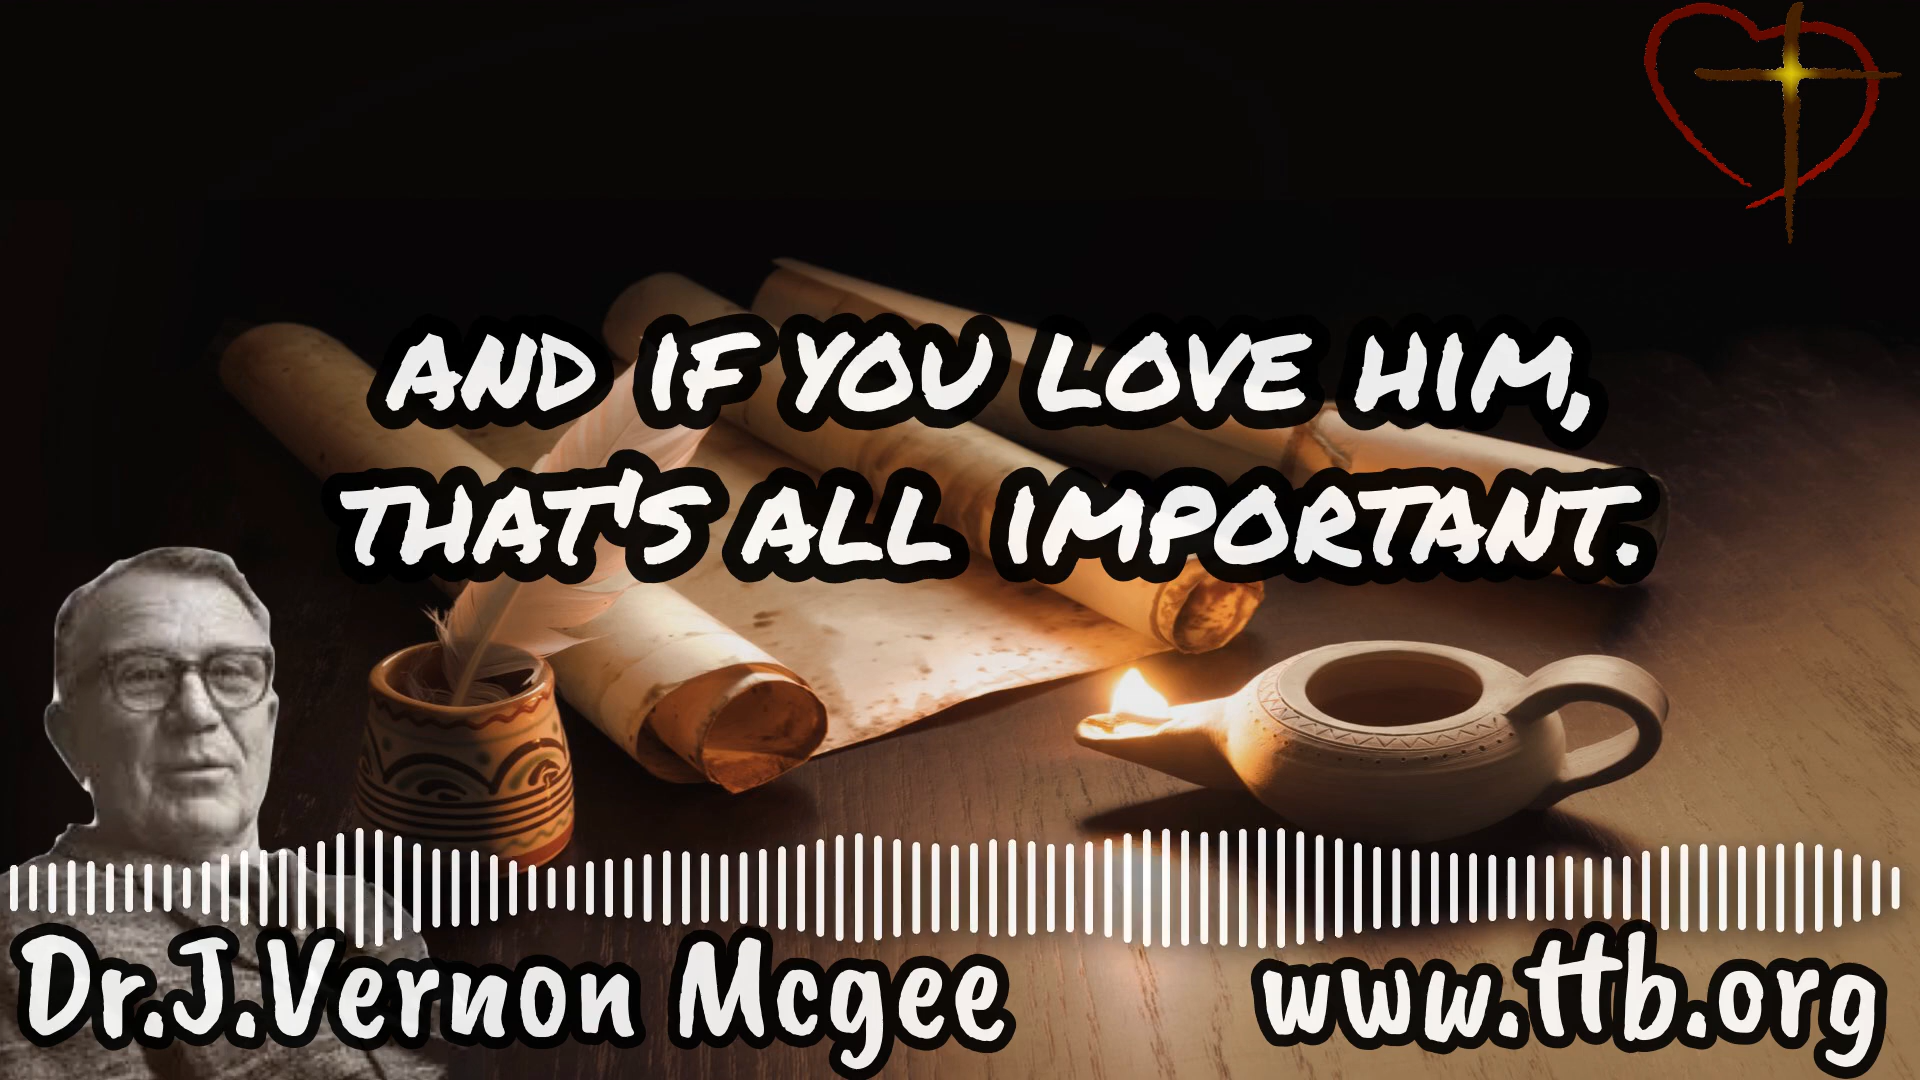 AND IF YOU LOVE HIM,
THAT'S ALL IMPORTANT.
Dr.J.Vernon Mcgee
www.ttb.org